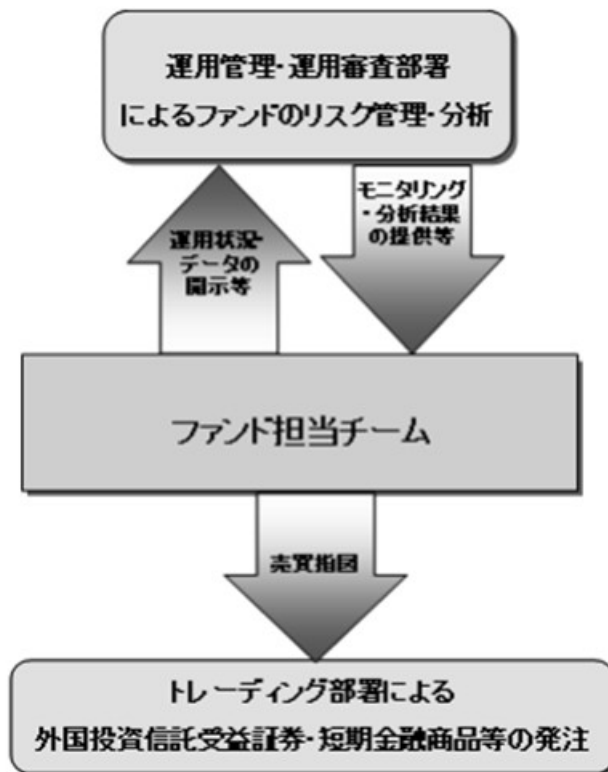 運用管理・運用審査部署
によるファンドのリスク管理・分析
運用状況・
データの
開示等
モニタリング
・分析結果
の提供等
ファンド担当チーム
売買指図
トレーディング部署による
外国投資信託受益証券・短期金融商品等の発注